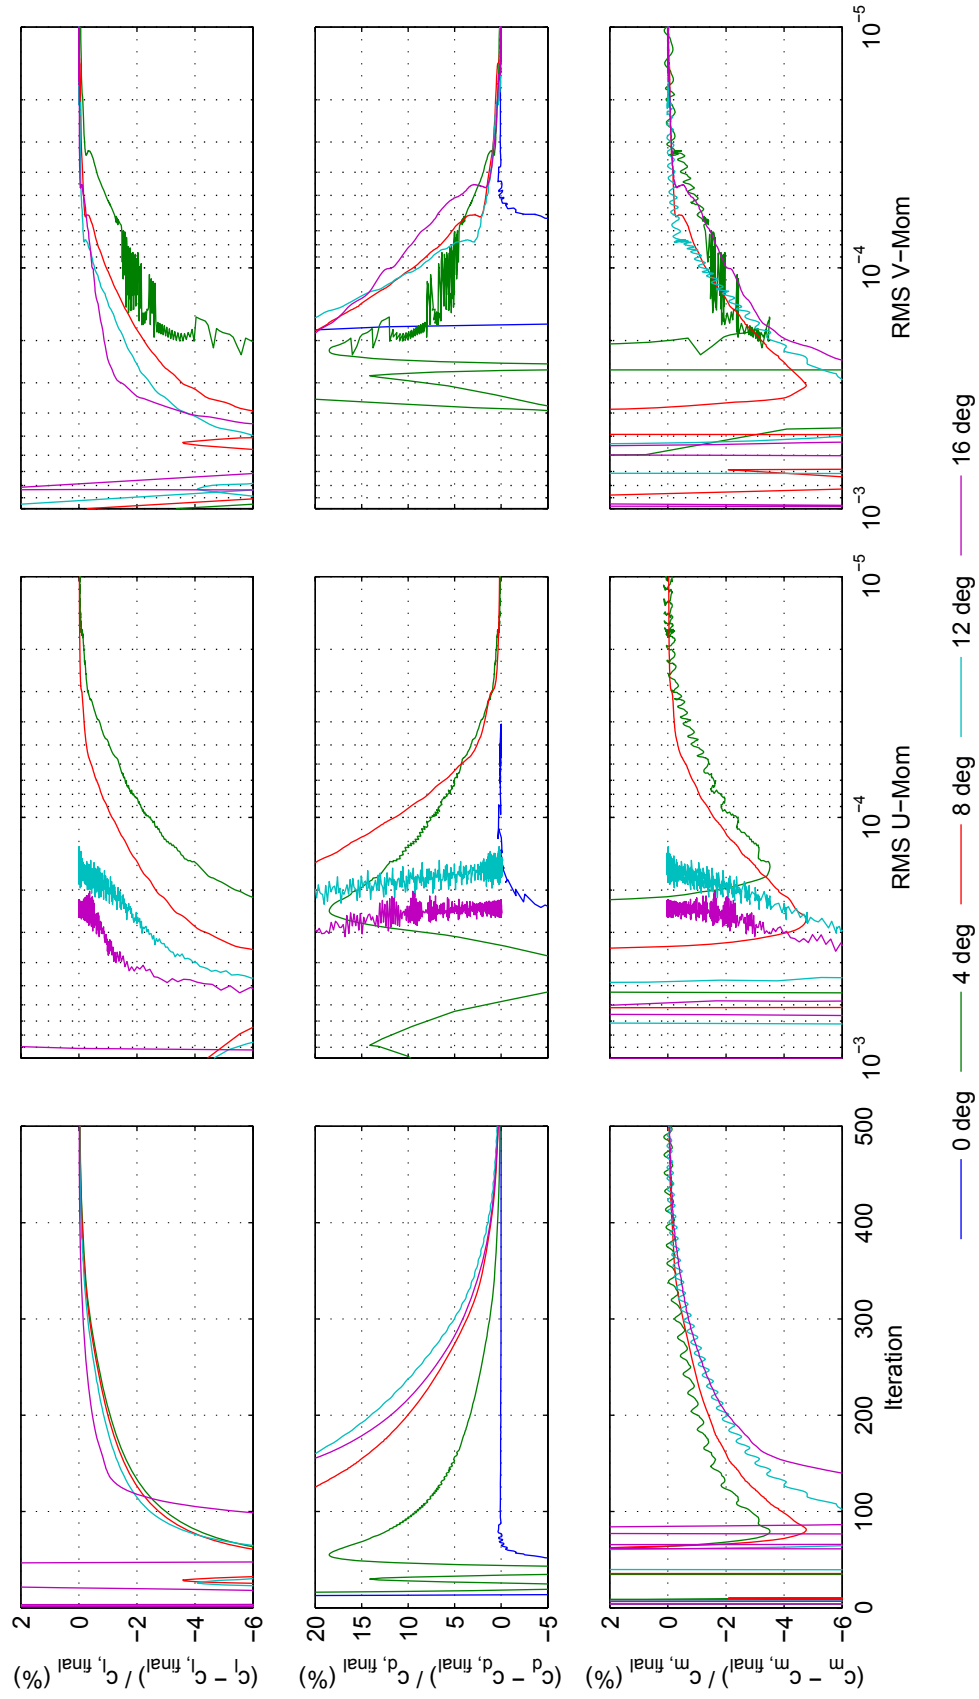 (c_l − c_l, final) / c_l, final (%)
2
0
−2
−4
−6
(c_d − c_d, final) / c_d, final (%)
20
15
10
5
0
−5
(c_m − c_m, final) / c_m, final (%)
2
0
−2
−4
−6
0
100
200
300
400
500
Iteration
10^−3
10^−4
10^−5
RMS U−Mom
10^−3
10^−4
10^−5
RMS V−Mom
0 deg
4 deg
8 deg
12 deg
16 deg